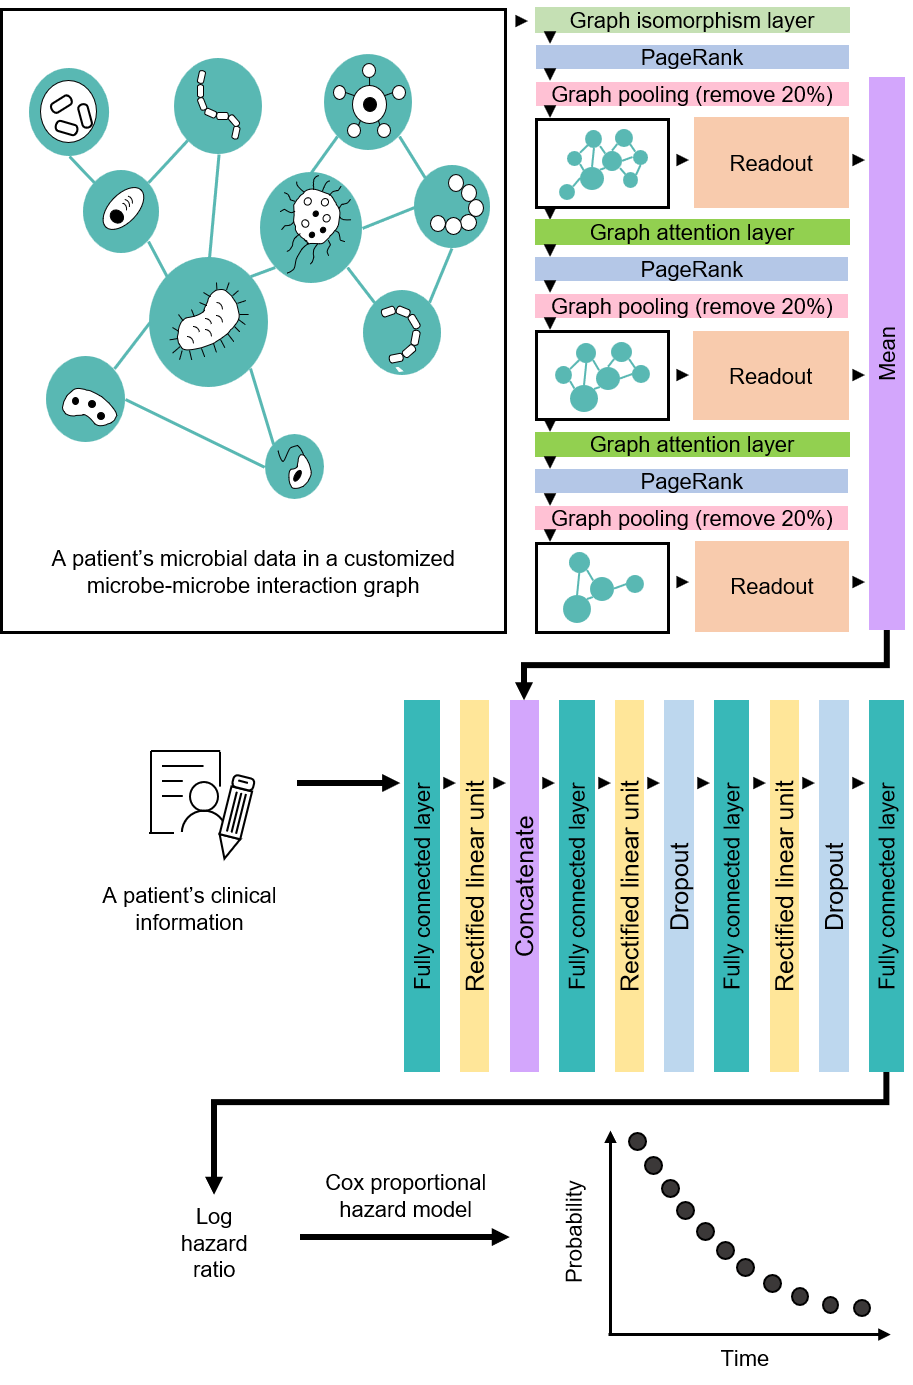 A patient's microbial data in a customized
microbe-microbe interaction graph
Graph isomorphism layer
PageRank
Graph pooling (remove 20%)
Readout
Graph attention layer
PageRank
Graph pooling (remove 20%)
Readout
Graph attention layer
PageRank
Graph pooling (remove 20%)
Readout
Mean
A patient's clinical
information
Fully connected layer
Rectified linear unit
Concatenate
Fully connected layer
Rectified linear unit
Dropout
Fully connected layer
Rectified linear unit
Dropout
Fully connected layer
Log
hazard
ratio
Cox proportional
hazard model
Probability
Time